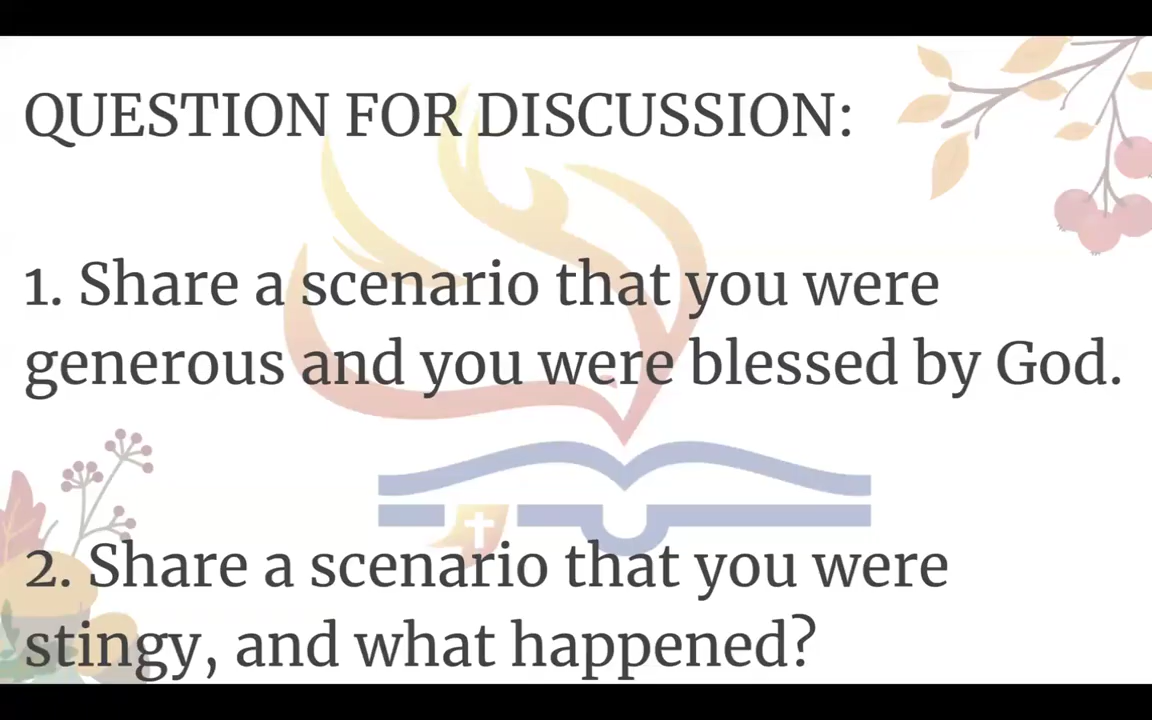 QUESTION FOR DISCUSSION:
1. Share a scenario that you were
generous and you were blessed by God.
2. Share a scenario that you were
stingy, and what happened?